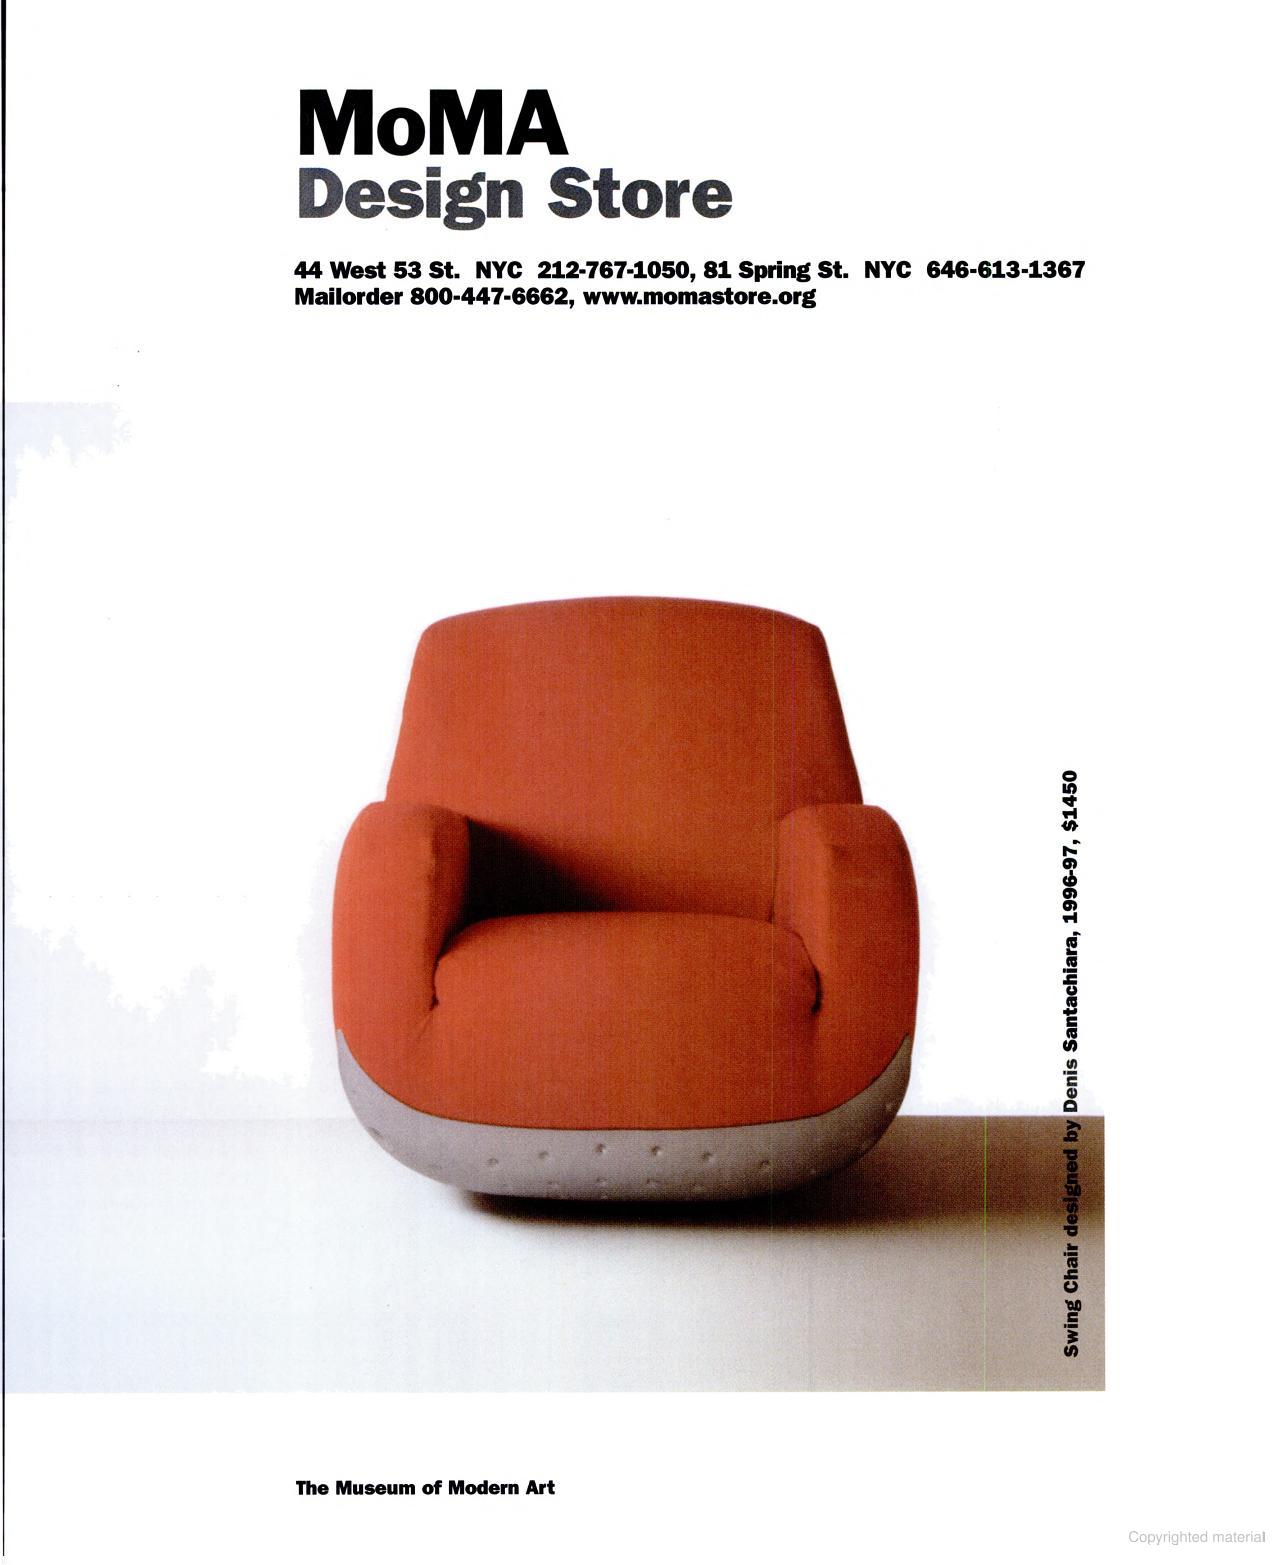 MoMA
Design Store
44 West 53 St. NYC 212-767-1050, 81 Spring St. NYC 646-613-1367
Mailorder 800-447-6662, www.momastore.org
Swing Chair designed by Denis Santachiara, 1996-97, $1450
The Museum of Modern Art
Copyrighted material